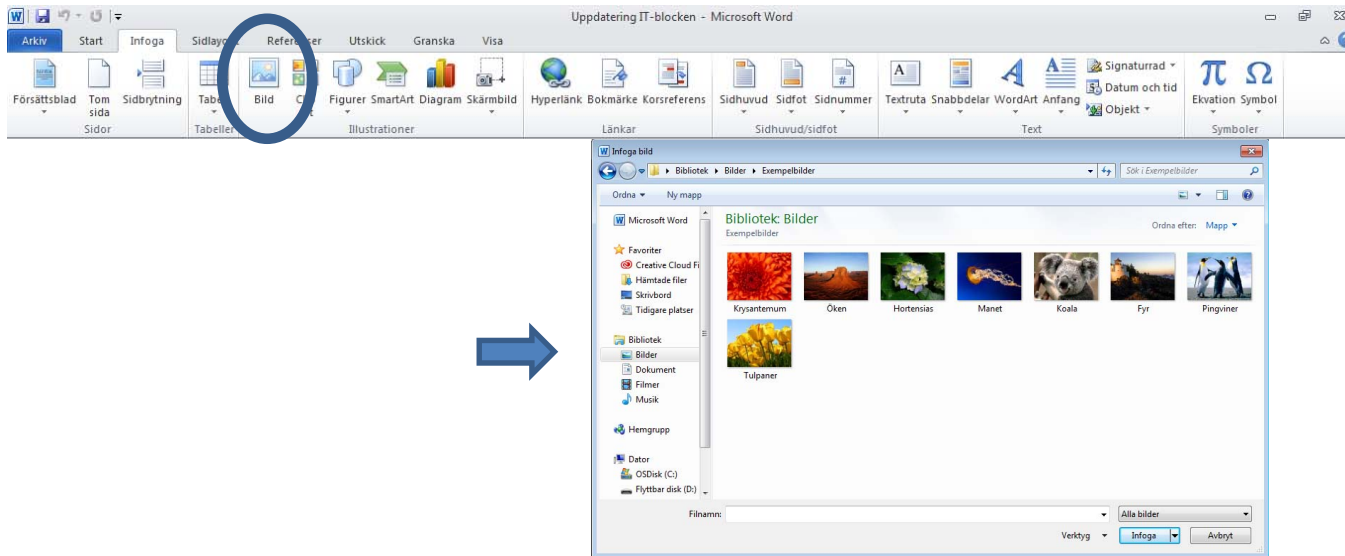 Uppdatering IT-blocken - Microsoft Word
Arkiv Start Infoga Sidlayout Referenser Utskick Granska Visa
Försättsblad Tom sida Sidbrytning Tabell Bild Figurer SmartArt Diagram Skärmbild Hyperlänk Bokmärke Korsreferens Sidhuvud Sidfot Sidnummer Textruta Snabbdelar WordArt Anfang Signaturrad Datum och tid Objekt Ekvation Symbol
Sidor Tabeller Illustrationer Länkar Sidhuvud/sidfot Text Symboler
Infoga bild
Bibliotek Bilder Exempelbilder Sök i Exempelbilder
Ordna Ny mapp
Microsoft Word
Favoriter
Creative Cloud Fi
Hämtade filer
Skrivbord
Tidigare platser
Bibliotek
Bilder
Dokument
Filmer
Musik
Hemgrupp
Dator
OSDisk (C:)
Flyttbar disk (D:)
Bibliotek: Bilder
Exempelbilder
Ordna efter: Mapp
Krysantemum Öken Hortensias Manet Koala Fyr Pingviner
Tulpaner
Filnamn: Alla bilder
Verktyg Infoga Avbryt